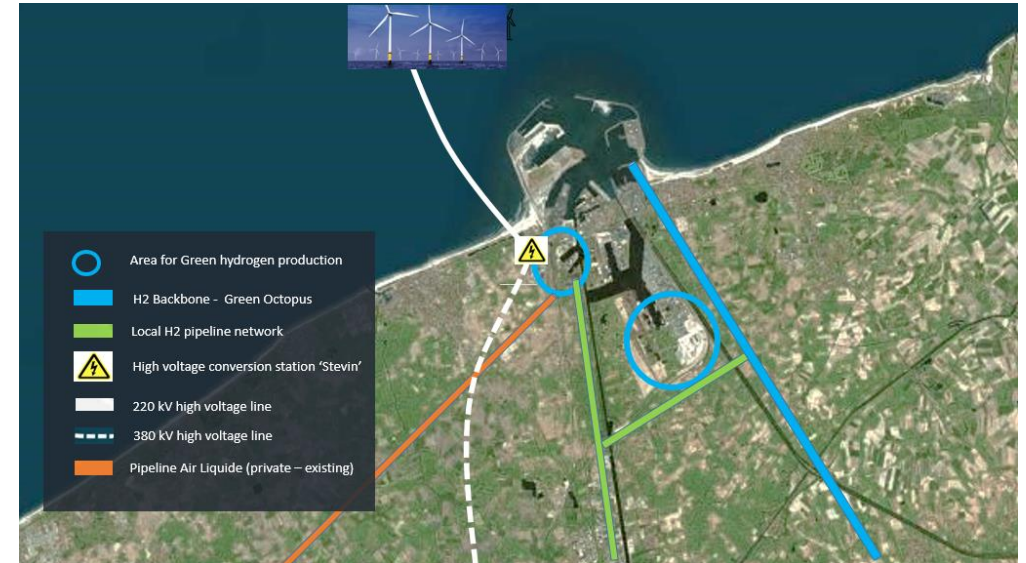 Area for Green hydrogen production
H2 Backbone - Green Octopus
Local H2 pipeline network
High voltage conversion station ‘Stevin’
220 kV high voltage line
380 kV high voltage line
Pipeline Air Liquide (private – existing)